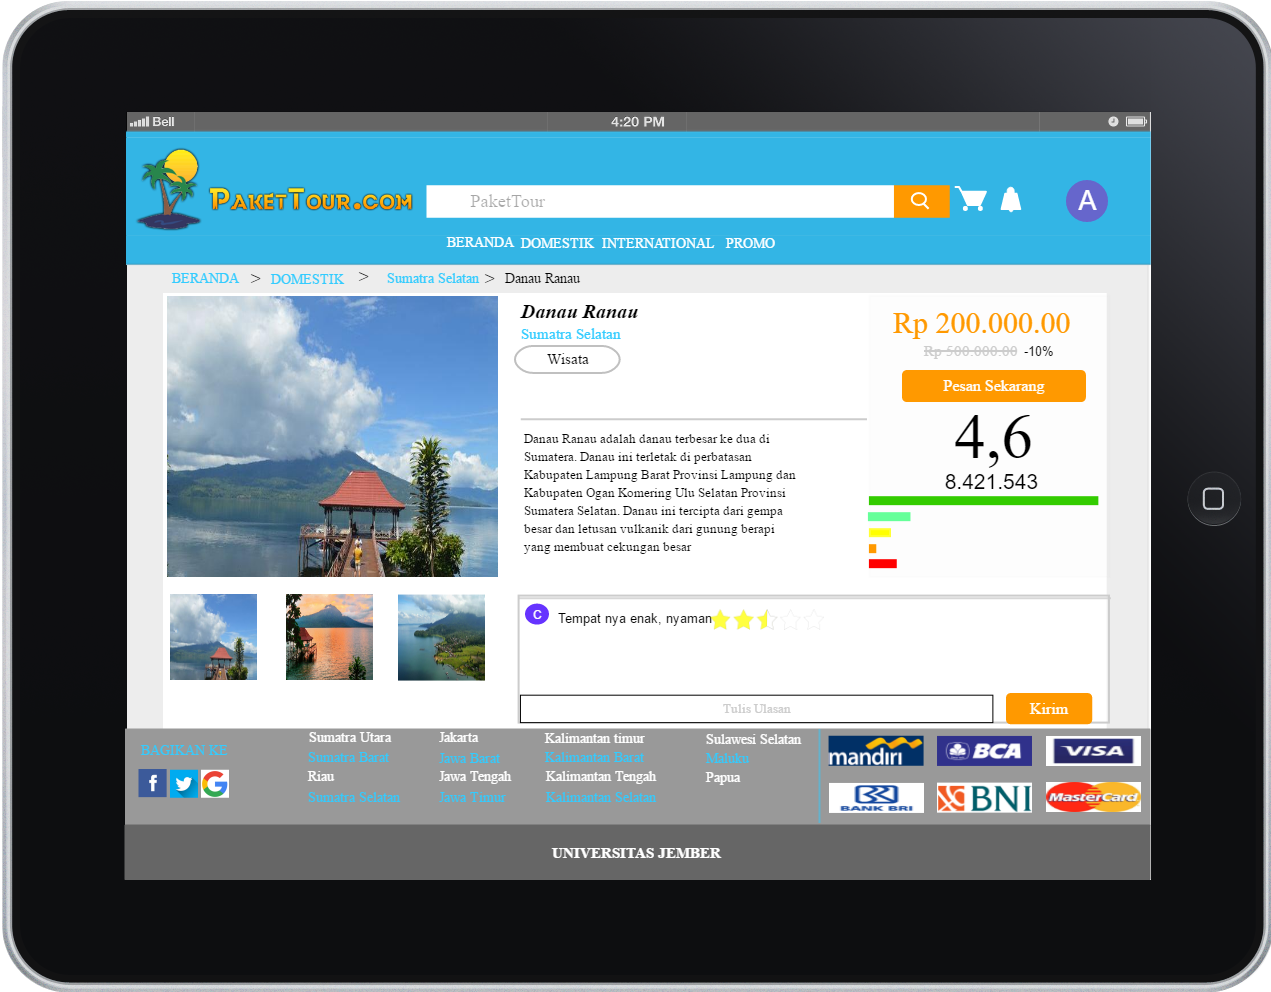 Bell
4:20 PM
PaketTour.com
PaketTour
A
BERANDA DOMESTIK INTERNATIONAL PROMO
BERANDA > DOMESTIK > Sumatra Selatan > Danau Ranau
Danau Ranau
Sumatra Selatan
Wisata
Danau Ranau adalah danau terbesar ke dua di
Sumatera. Danau ini terletak di perbatasan
Kabupaten Lampung Barat Provinsi Lampung dan
Kabupaten Ogan Komering Ulu Selatan Provinsi
Sumatera Selatan. Danau ini tercipta dari gempa
besar dan letusan vulkanik dari gunung berapi
yang membuat cekungan besar
Rp 200.000.00
Rp 500.000.00 -10%
Pesan Sekarang
4,6
8.421.543
C Tempat nya enak, nyaman
Tulis Ulasan
Kirim
BAGIKAN KE
f G
Sumatra Utara
Sumatra Barat
Riau
Sumatra Selatan
Jakarta
Jawa Barat
Jawa Tengah
Jawa Timur
Kalimantan timur
Kalimantan Barat
Kalimantan Tengah
Kalimantan Selatan
Sulawesi Selatan
Maluku
Papua
mandiri
BCA
VISA
BANK BRI
BNI
MasterCard
UNIVERSITAS JEMBER